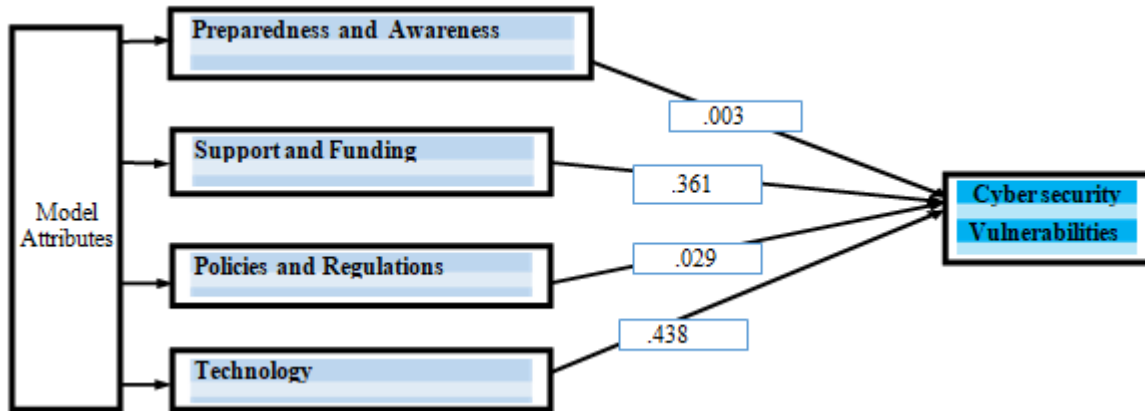 Model
Attributes
Preparedness and Awareness
Support and Funding
Policies and Regulations
Technology
.003
.361
.029
.438
Cyber security
Vulnerabilities